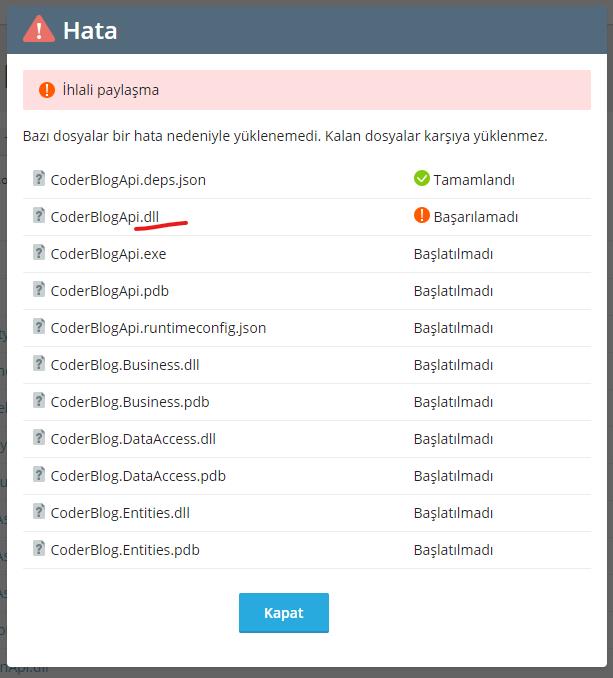 Hata
İhlali paylaşma
Bazı dosyalar bir hata nedeniyle yüklenemedi. Kalan dosyalar karşıya yüklenmez.
CoderBlogApi.deps.json Tamamlandı
CoderBlogApi.dll Başarılamadı
CoderBlogApi.exe Başlatılmadı
CoderBlogApi.pdb Başlatılmadı
CoderBlogApi.runtimeconfig.json Başlatılmadı
CoderBlog.Business.dll Başlatılmadı
CoderBlog.Business.pdb Başlatılmadı
CoderBlog.DataAccess.dll Başlatılmadı
CoderBlog.DataAccess.pdb Başlatılmadı
CoderBlog.Entities.dll Başlatılmadı
CoderBlog.Entities.pdb Başlatılmadı
Kapat